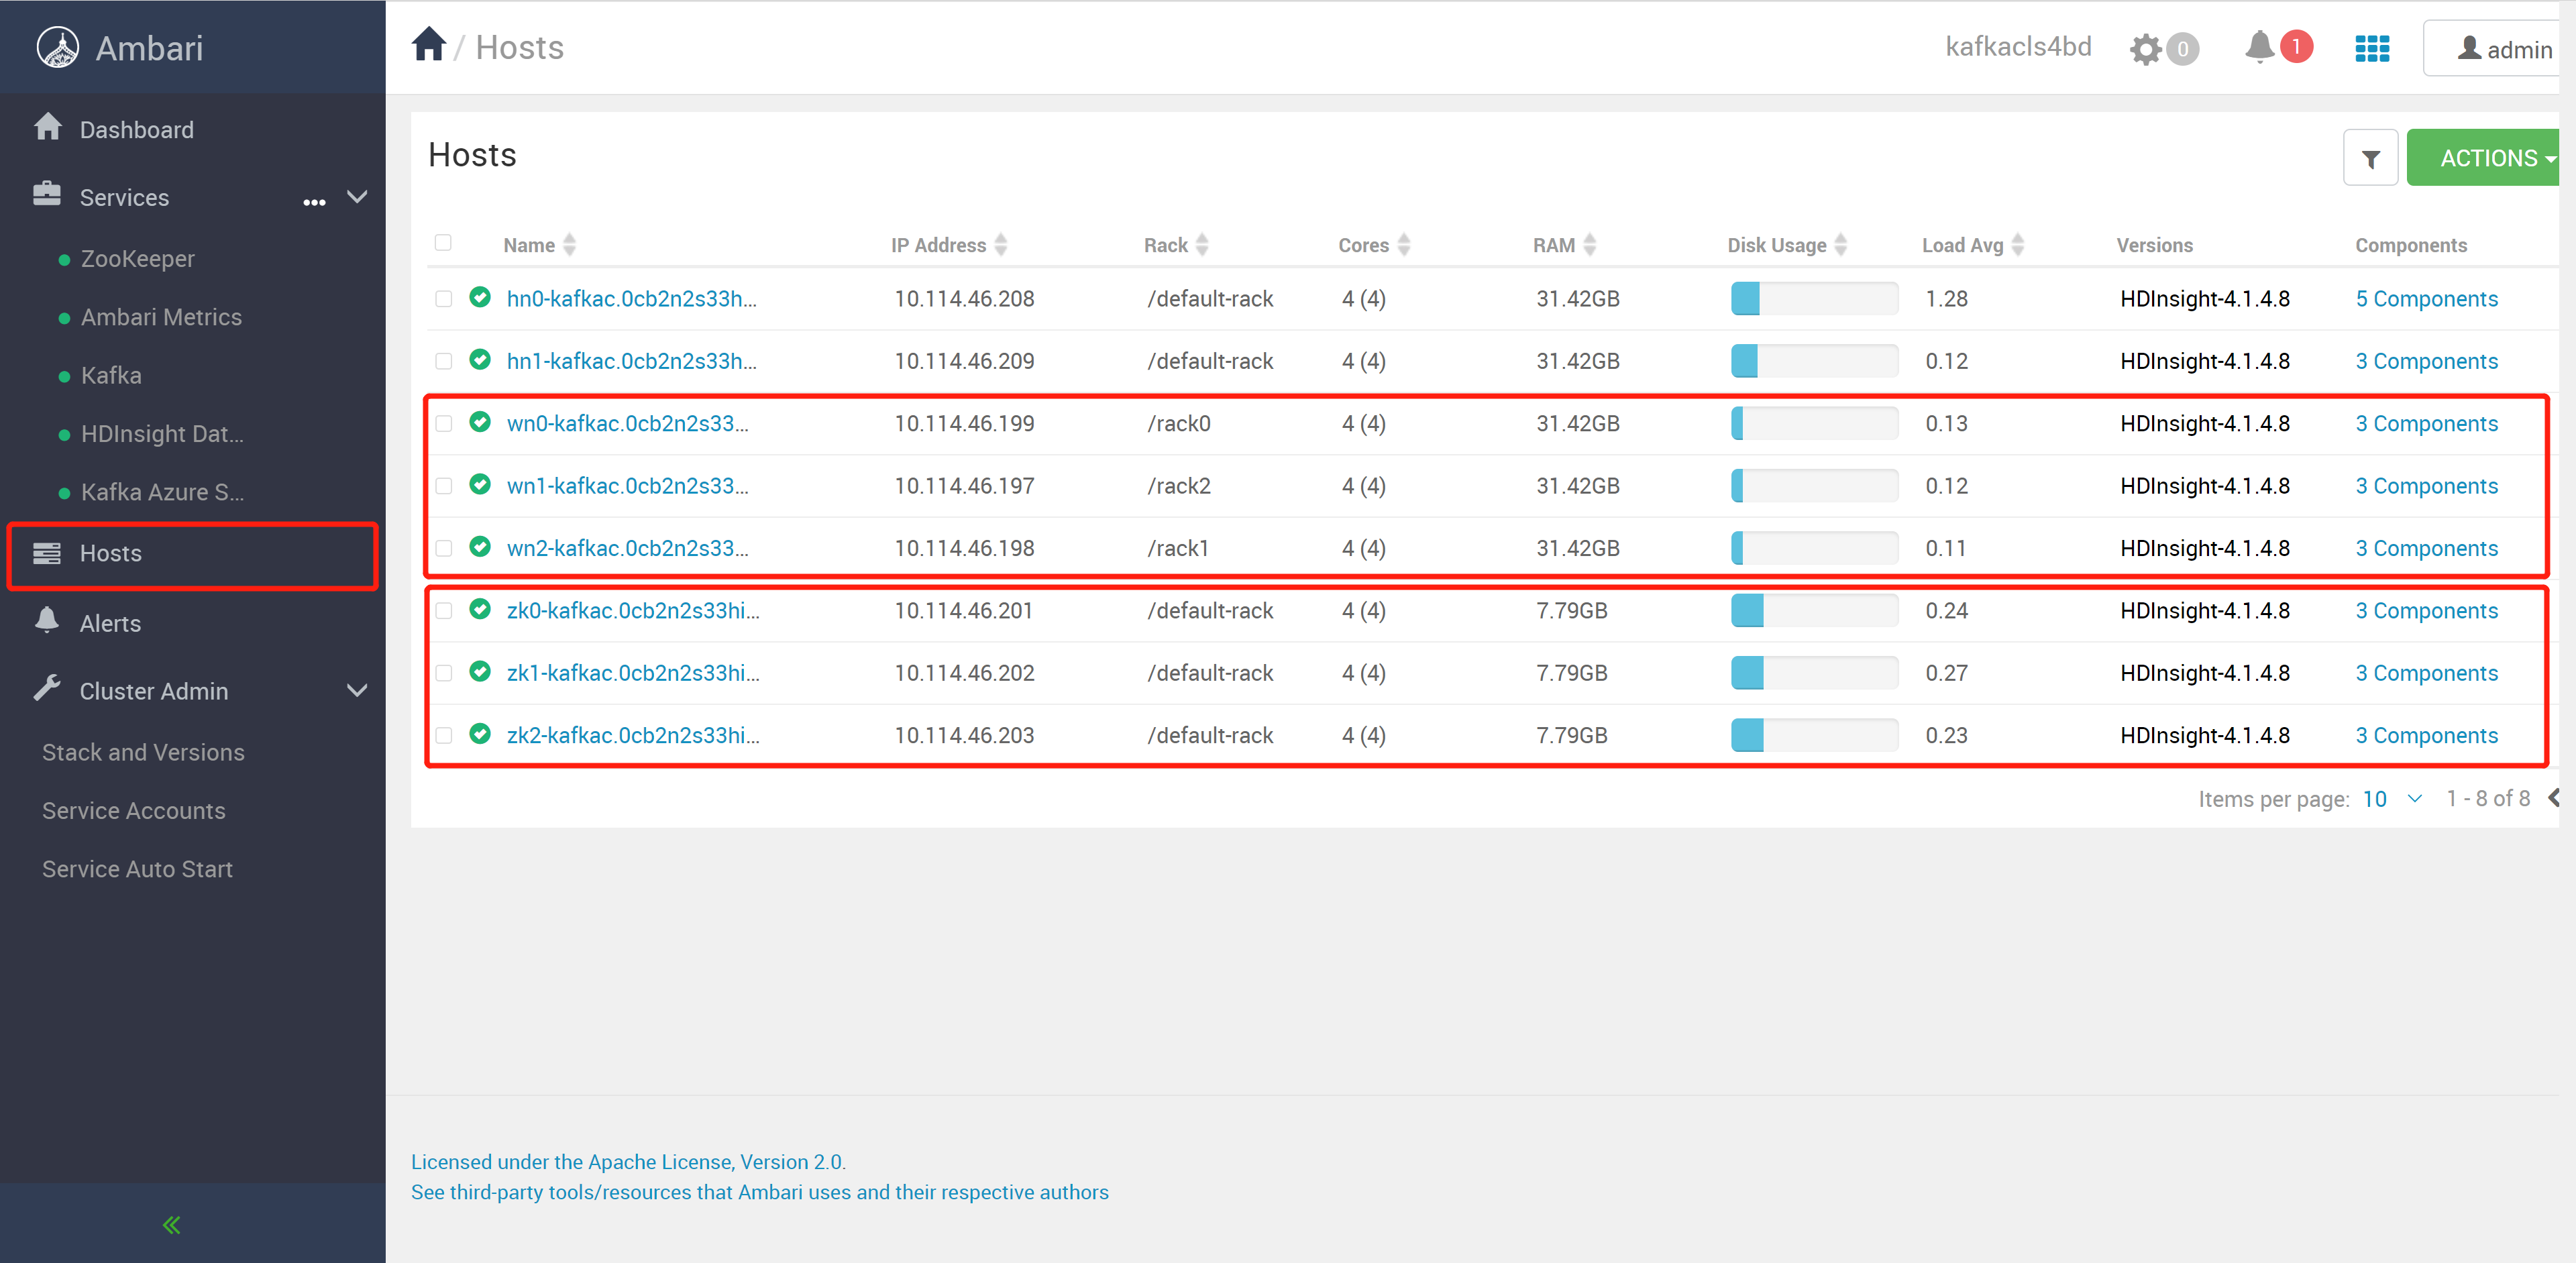 Ambari
/ Hosts
kafkacls4bd
0
1
admin
Dashboard
Services
...
ZooKeeper
Ambari Metrics
Kafka
HDInsight Dat...
Kafka Azure S...
Hosts
Alerts
Cluster Admin
Stack and Versions
Service Accounts
Service Auto Start
Hosts
ACTIONS
Name IP Address Rack Cores RAM Disk Usage Load Avg Versions Components
hn0-kafkac.0cb2n2s33h... 10.114.46.208 /default-rack 4 (4) 31.42GB 1.28 HDInsight-4.1.4.8 5 Components
hn1-kafkac.0cb2n2s33h... 10.114.46.209 /default-rack 4 (4) 31.42GB 0.12 HDInsight-4.1.4.8 3 Components
wn0-kafkac.0cb2n2s33... 10.114.46.199 /rack0 4 (4) 31.42GB 0.13 HDInsight-4.1.4.8 3 Components
wn1-kafkac.0cb2n2s33... 10.114.46.197 /rack2 4 (4) 31.42GB 0.12 HDInsight-4.1.4.8 3 Components
wn2-kafkac.0cb2n2s33... 10.114.46.198 /rack1 4 (4) 31.42GB 0.11 HDInsight-4.1.4.8 3 Components
zk0-kafkac.0cb2n2s33hi... 10.114.46.201 /default-rack 4 (4) 7.79GB 0.24 HDInsight-4.1.4.8 3 Components
zk1-kafkac.0cb2n2s33hi... 10.114.46.202 /default-rack 4 (4) 7.79GB 0.27 HDInsight-4.1.4.8 3 Components
zk2-kafkac.0cb2n2s33hi... 10.114.46.203 /default-rack 4 (4) 7.79GB 0.23 HDInsight-4.1.4.8 3 Components
Items per page: 10 1 - 8 of 8
Licensed under the Apache License, Version 2.0.
See third-party tools/resources that Ambari uses and their respective authors